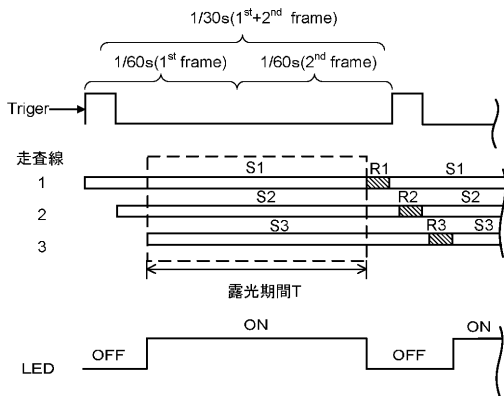 1/30s(1st+2nd frame)
1/60s(1st frame) 1/60s(2nd frame)
Triger
走査線
S1 R1 S1
1
S2 R2 S2
2
S3 R3 S3
3
露光期間T
ON ON
OFF OFF
LED